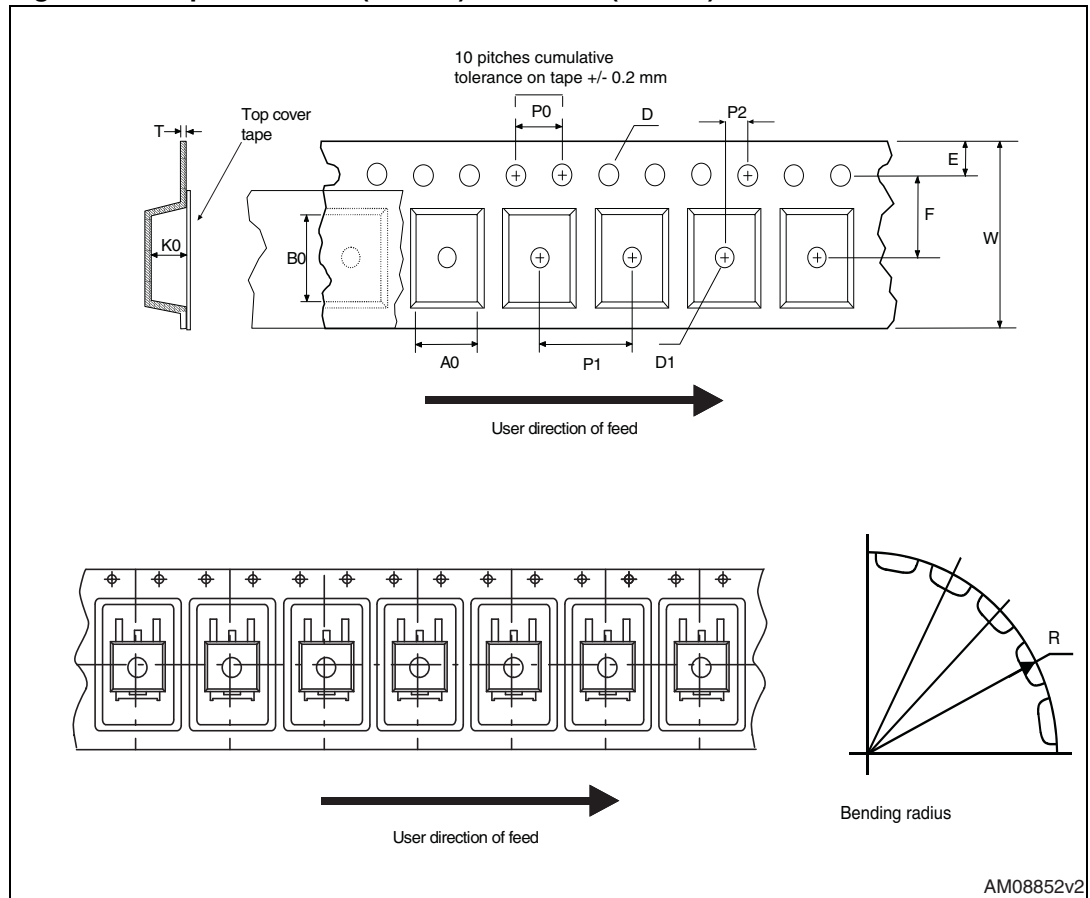 10 pitches cumulative
tolerance on tape +/- 0.2 mm
Top cover
tape
T
P0
D
P2
E
F
W
K0
B0
A0
P1
D1
User direction of feed
R
Bending radius
User direction of feed
AM08852v2